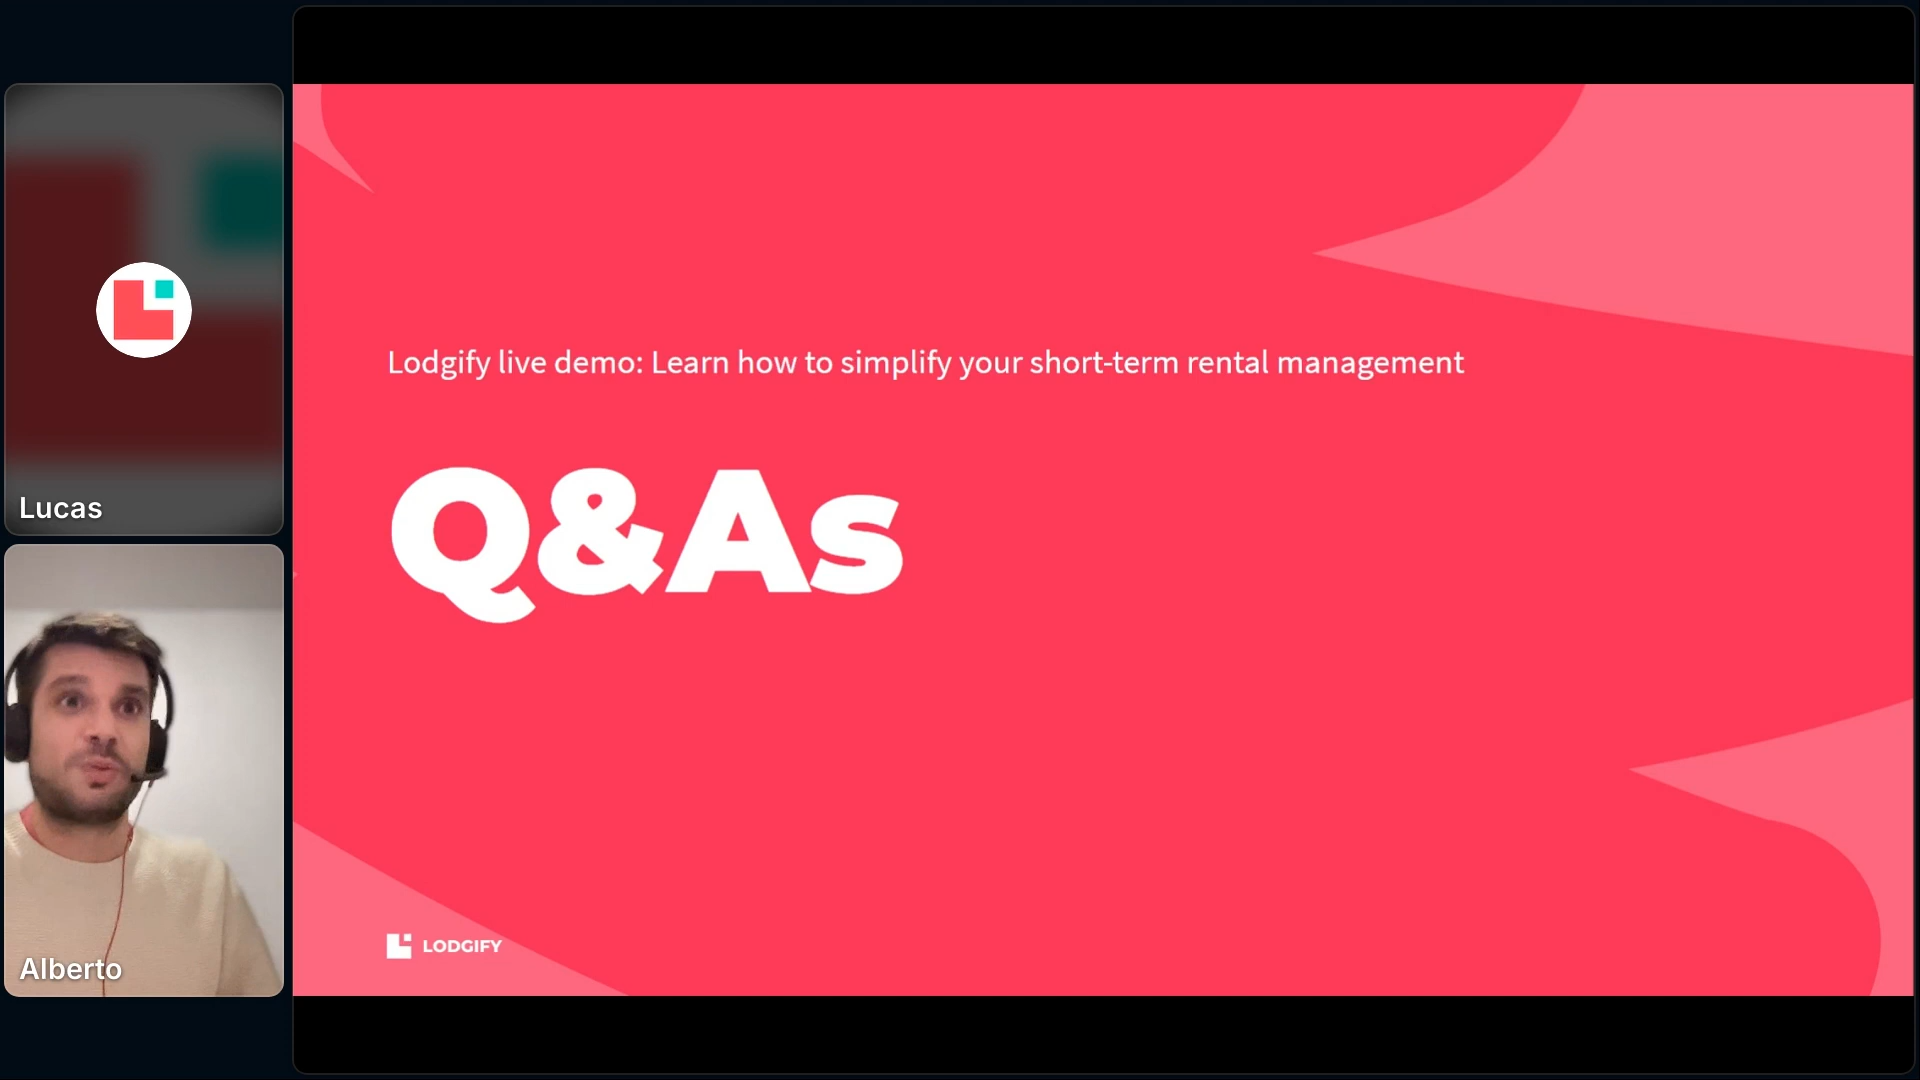 Lucas
Alberto
Lodgify live demo: Learn how to simplify your short-term rental management
Q&As
LODGIFY